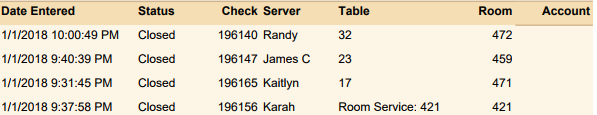 Date Entered Status Check Server Table Room Account
1/1/2018 10:00:49 PM Closed 196140 Randy 32 472
1/1/2018 9:40:39 PM Closed 196147 James C 23 459
1/1/2018 9:31:45 PM Closed 196165 Kaitlyn 17 471
1/1/2018 9:37:58 PM Closed 196156 Karah Room Service: 421 421